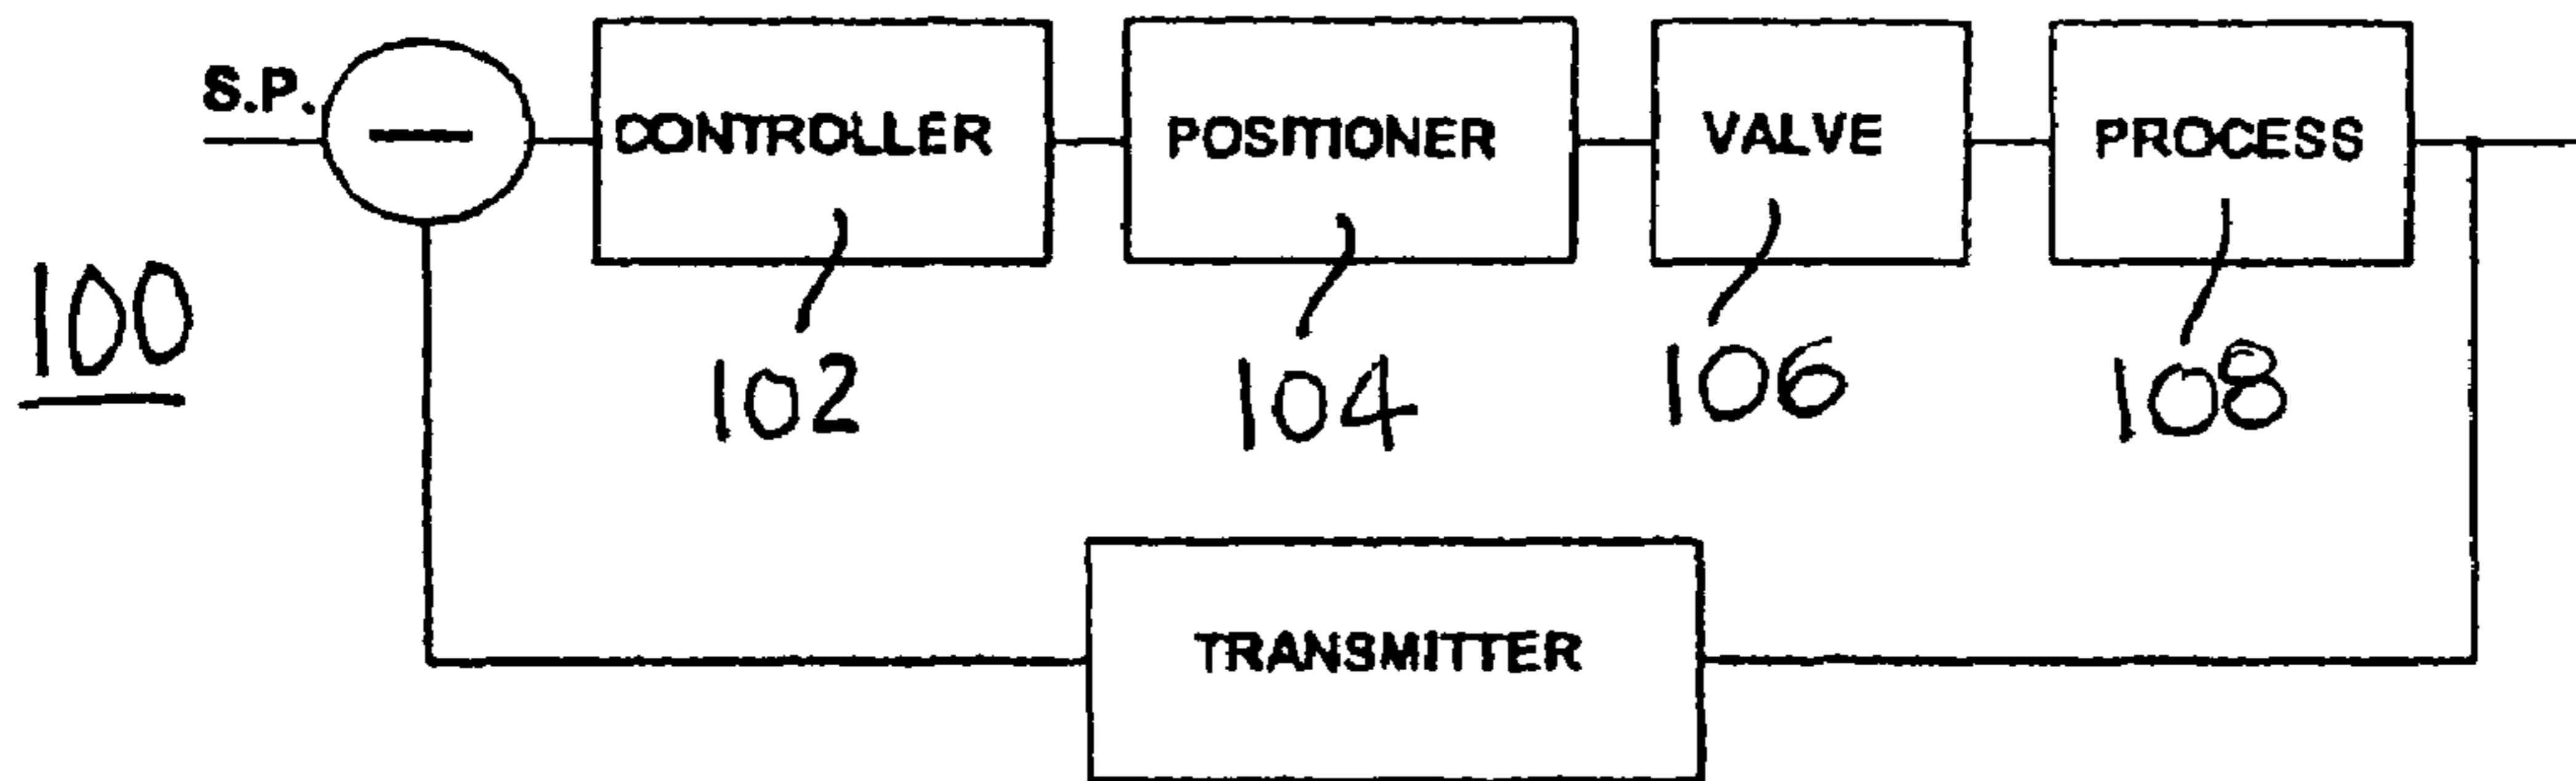 S.P.
—
CONTROLLER
POSITIONER
VALVE
PROCESS
100
102
104
106
108
TRANSMITTER